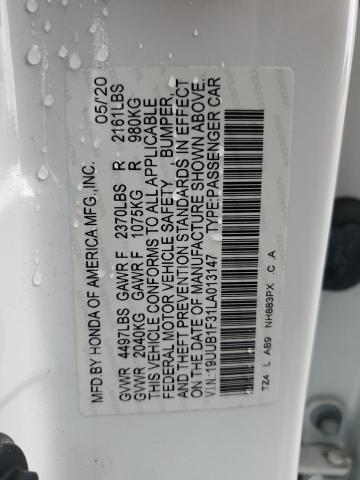 MFD.BY HONDA OF AMERICA MFG.,INC. 05/'20
GVWR 4497LBS GAWR F 2370LBS R 2161LBS
GVWR 2040KG GAWR F 1075KG R 980KG
THIS VEHICLE CONFORMS TO ALL APPLICABLE
FEDERAL MOTOR VEHICLE SAFETY , BUMPER,
AND THEFT PREVENTION STANDARDS IN EFFECT
ON THE DATE OF MANUFACTURE SHOWN ABOVE.
V.I.N.:19UUB1F31LA013147 TYPE:PASSENGER CAR
TZ4 L AB9 NH883PX C A